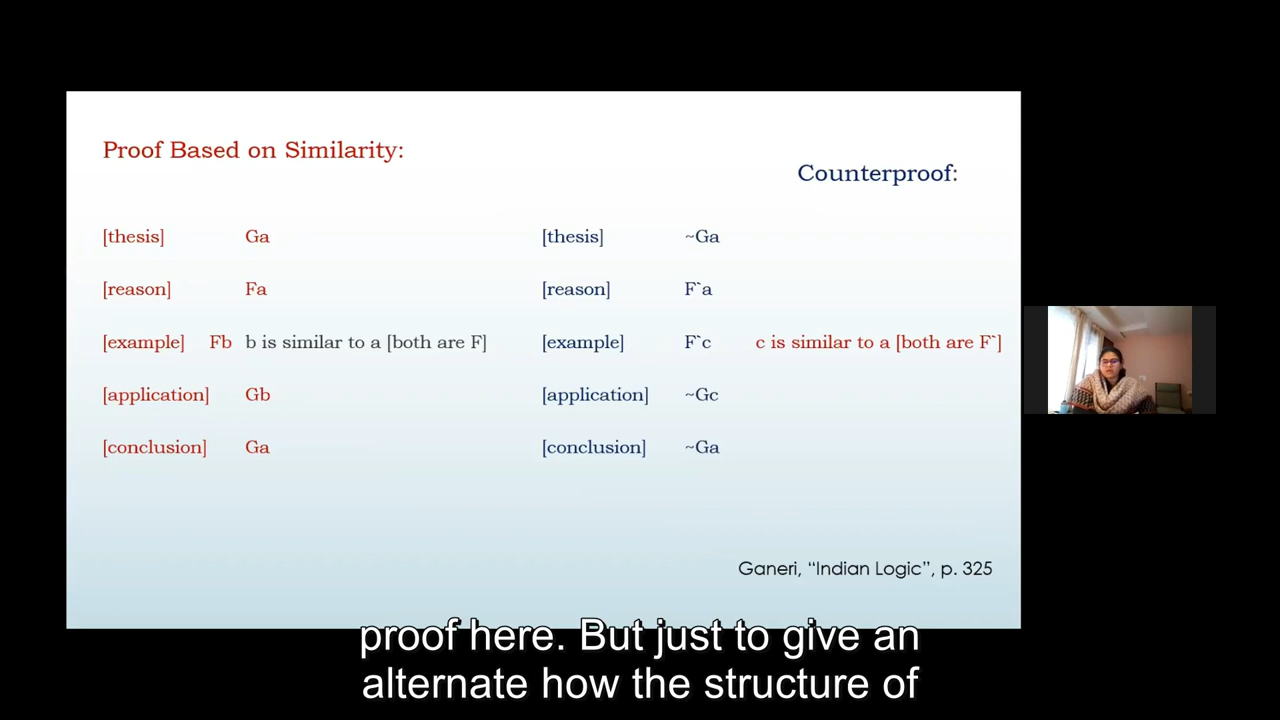 Proof Based on Similarity:
Counterproof:
[thesis] Ga [thesis] ~Ga
[reason] Fa [reason] F`a
[example] Fb b is similar to a [both are F] [example] F`c c is similar to a [both are F`]
[application] Gb [application] ~Gc
[conclusion] Ga [conclusion] ~Ga
Ganeri, “Indian Logic”, p. 325
proof here. But just to give an
alternate how the structure of